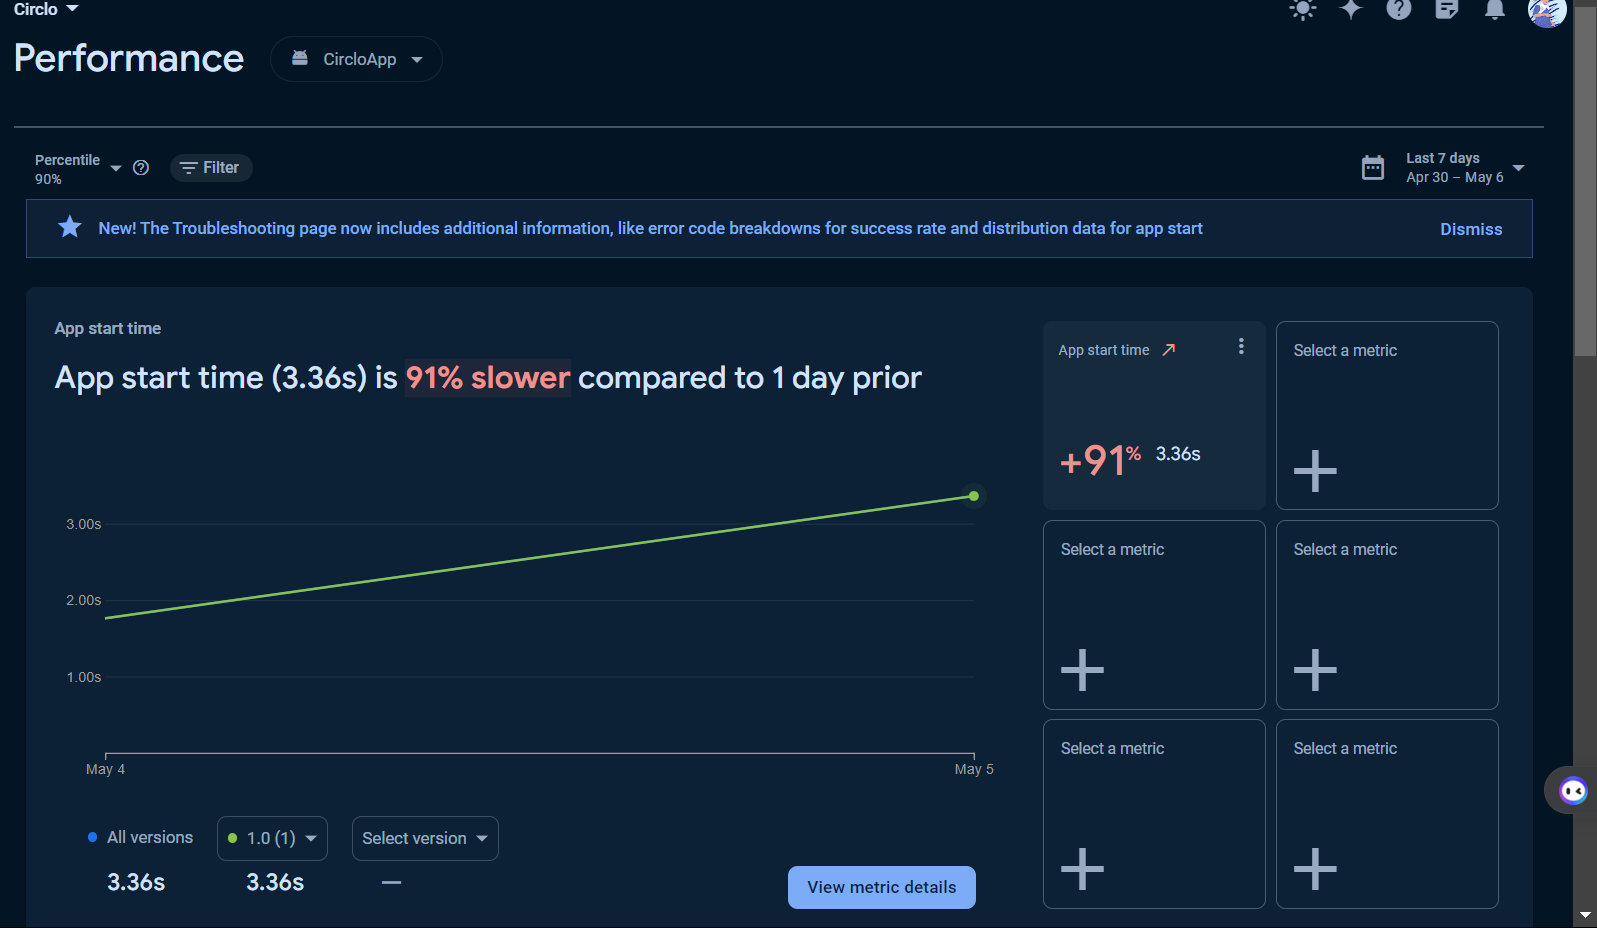 Circlo
Performance
CircloApp
Percentile
90%
Filter
Last 7 days
Apr 30 – May 6
New! The Troubleshooting page now includes additional information, like error code breakdowns for success rate and distribution data for app start
Dismiss
App start time
App start time (3.36s) is 91% slower compared to 1 day prior
3.00s
2.00s
1.00s
May 4
May 5
All versions
1.0 (1)
Select version
3.36s
3.36s
—
View metric details
App start time
+91%
3.36s
Select a metric
Select a metric
Select a metric
Select a metric
Select a metric